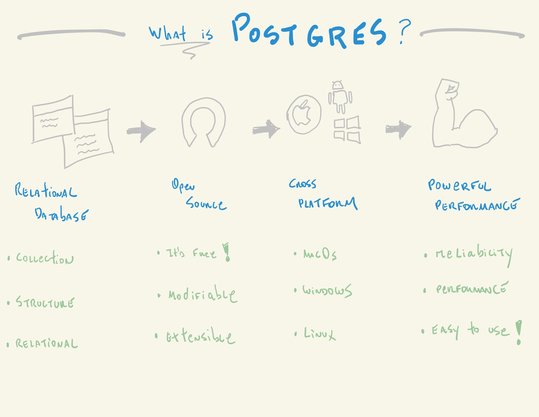 What is POSTGRES?
Relational Database
Open Source
Cross Platform
Powerful Performance
• Collection
• Structure
• Relational
• It's Free!
• Modifiable
• Extensible
• MacOs
• Windows
• Linux
• Reliability
• Performance
• Easy to use!